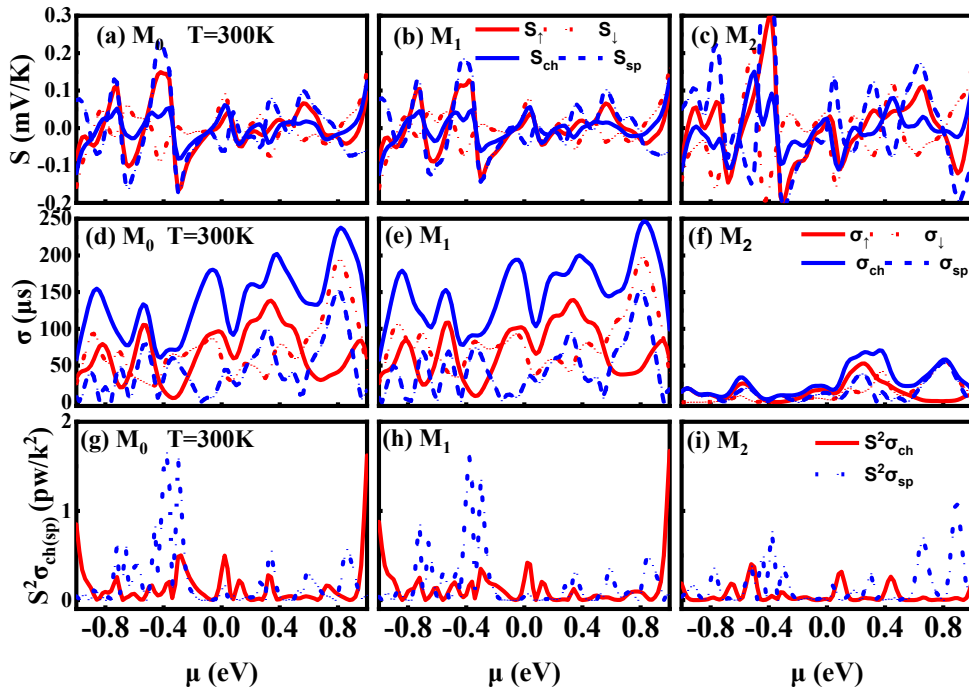 (a) M0 T=300K
(b) M1
S↑ S↓
Sch Ssp
(c) M2
S (m V/K)
0.3
0.2
0.1
0.0
-0.1
-0.2
(d) M0 T=300K
(e) M1
(f) M2
σ↑ σ↓
σch σsp
σ (μs)
250
200
150
100
50
0
(g) M0 T=300K
(h) M1
(i) M2
S²σch
S²σsp
S²σch(sp) (pw/k²)
2
1
0
-0.8 -0.4 0.0 0.4 0.8
-0.8 -0.4 0.0 0.4 0.8
-0.8 -0.4 0.0 0.4 0.8
μ (eV)
μ (eV)
μ (eV)